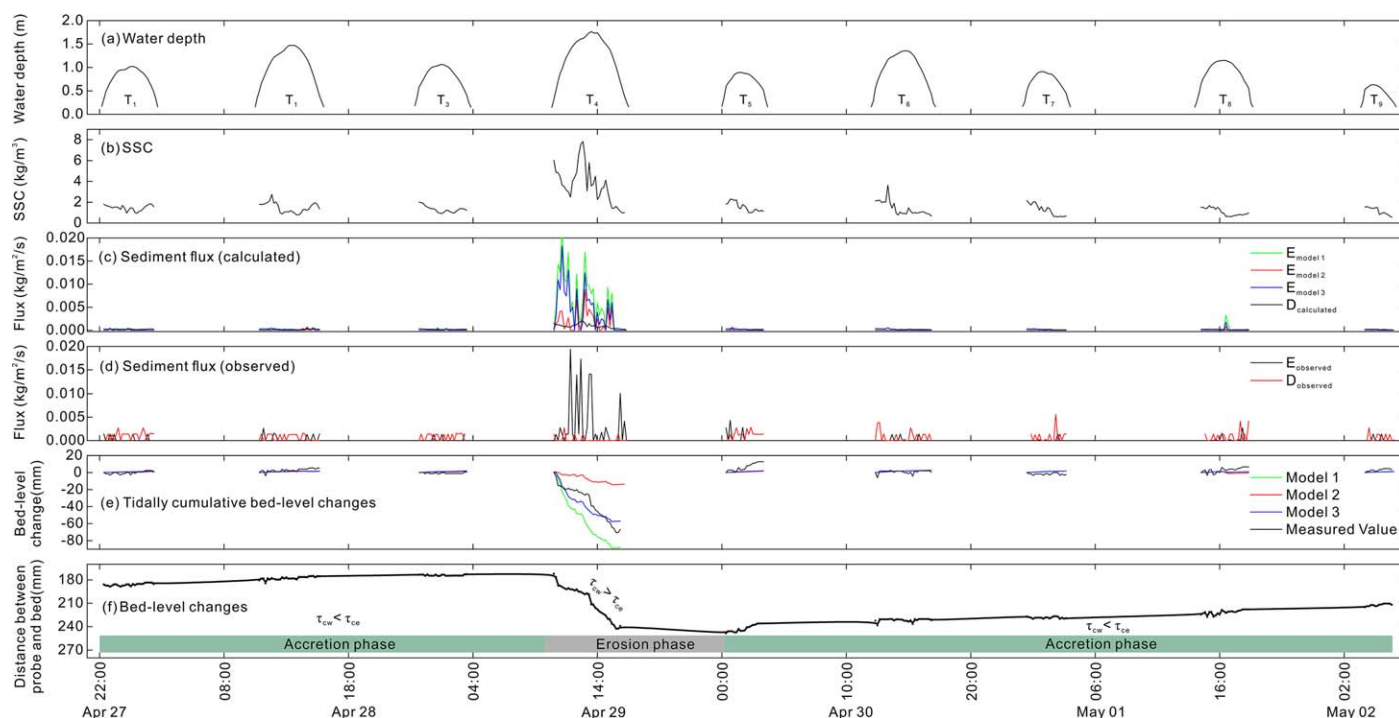 Water depth (m)
2.0
1.5
1.0
0.5
0.0
(a) Water depth
T1
T1
T3
T4
T5
T6
T7
T8
T9
SSC (kg/m³)
8
6
4
2
0
(b) SSC
Flux (kg/m²/s)
0.020
0.015
0.010
0.005
0.000
(c) Sediment flux (calculated)
E model 1
E model 2
E model 3
D calculated
Flux (kg/m²/s)
0.020
0.015
0.010
0.005
0.000
(d) Sediment flux (observed)
E observed
D observed
Bed-level
change(mm)
20
0
-20
-40
-60
-80
(e) Tidally cumulative bed-level changes
Model 1
Model 2
Model 3
Measured Value
Distance between
probe and bed(mm)
180
210
240
270
(f) Bed-level changes
τcw < τce
τcw > τce
τcw < τce
Accretion phase
Erosion phase
Accretion phase
22:00
08:00
18:00
04:00
14:00
00:00
10:00
20:00
06:00
16:00
02:00
Apr 27
Apr 28
Apr 29
Apr 30
May 01
May 02